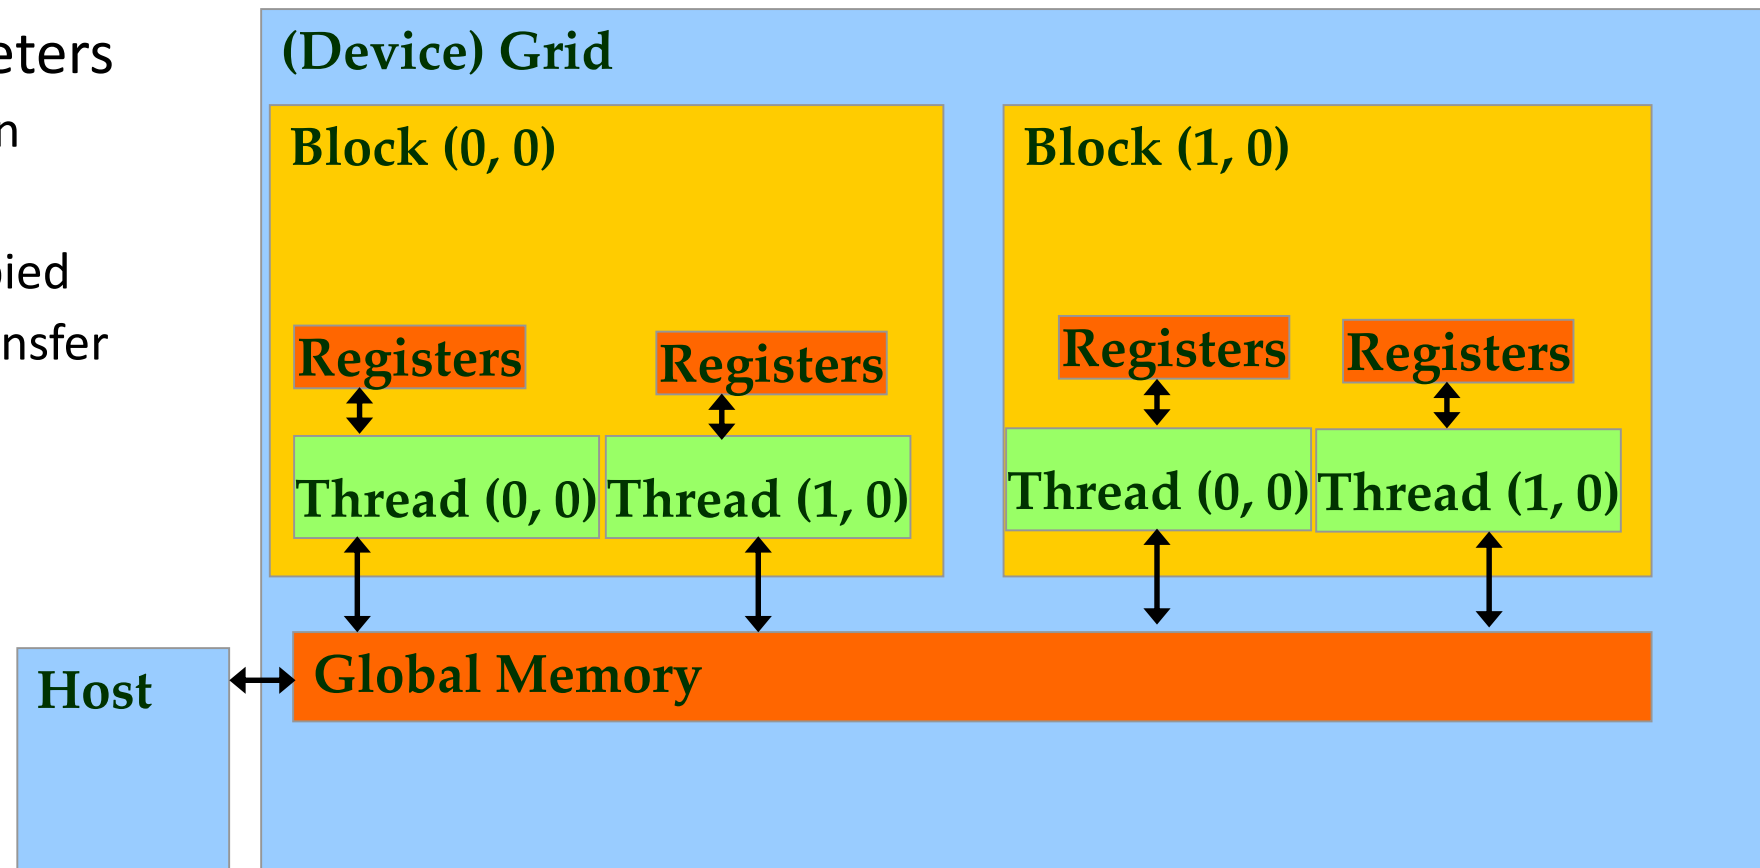 eters
n
pied
nsfer
(Device) Grid
Block (0, 0)
Block (1, 0)
Registers
Registers
Registers
Registers
Thread (0, 0)
Thread (1, 0)
Thread (0, 0)
Thread (1, 0)
Global Memory
Host